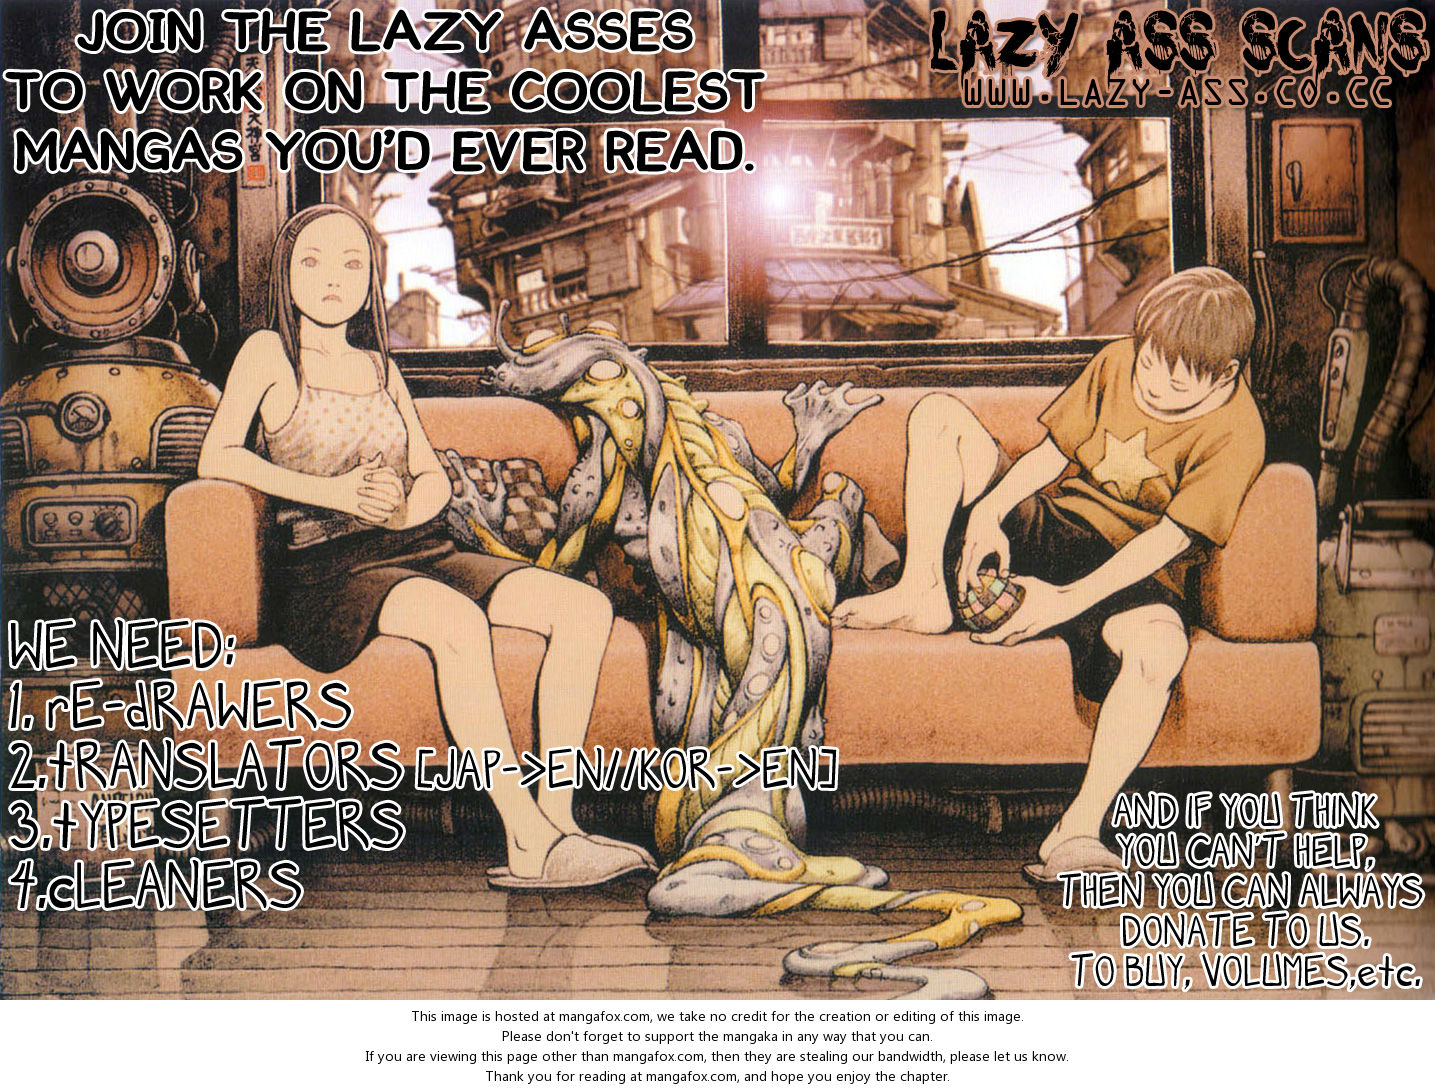 JOIN THE LAZY ASSES
TO WORK ON THE COOLEST
MANGAS YOU'D EVER READ.
LAZY ASS SCANS
WWW.LAZY-ASS.CO.CC
WE NEED:
1. rE-dRAWERS
2.tRANSLATORS [JAP->EN//KOR->EN]
3.tYPESETTERS
4.cLEANERS
AND IF YOU THINK
YOU CAN'T HELP,
THEN YOU CAN ALWAYS
DONATE TO US.
TO BUY, VOLUMES,etc.
This image is hosted at mangafox.com, we take no credit for the creation or editing of this image.
Please don't forget to support the mangaka in any way that you can.
If you are viewing this page other than mangafox.com, then they are stealing our bandwidth, please let us know.
Thank you for reading at mangafox.com, and hope you enjoy the chapter.